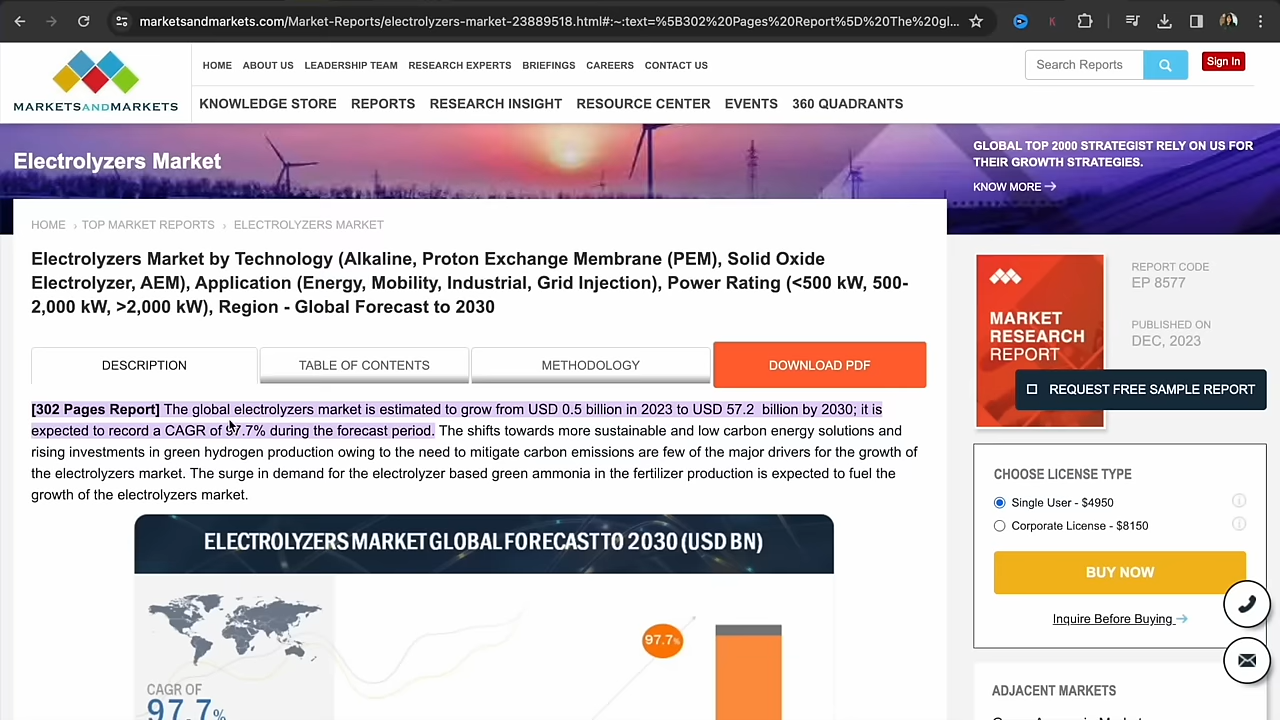 marketsandmarkets.com/Market-Reports/electrolyzers-market-23889518.html#:~:text=%5B302%20Pages%20Report%5D%20The%20gl...
K
MARKETSANDMARKETS
HOME ABOUT US LEADERSHIP TEAM RESEARCH EXPERTS BRIEFINGS CAREERS CONTACT US
Search Reports
Sign In
KNOWLEDGE STORE REPORTS RESEARCH INSIGHT RESOURCE CENTER EVENTS 360 QUADRANTS
Electrolyzers Market
GLOBAL TOP 2000 STRATEGIST RELY ON US FOR
THEIR GROWTH STRATEGIES.
KNOW MORE →
HOME › TOP MARKET REPORTS › ELECTROLYZERS MARKET
Electrolyzers Market by Technology (Alkaline, Proton Exchange Membrane (PEM), Solid Oxide
Electrolyzer, AEM), Application (Energy, Mobility, Industrial, Grid Injection), Power Rating (<500 kW, 500-
2,000 kW, >2,000 kW), Region - Global Forecast to 2030
DESCRIPTION TABLE OF CONTENTS METHODOLOGY DOWNLOAD PDF
[302 Pages Report] The global electrolyzers market is estimated to grow from USD 0.5 billion in 2023 to USD 57.2 billion by 2030; it is
expected to record a CAGR of 97.7% during the forecast period. The shifts towards more sustainable and low carbon energy solutions and
rising investments in green hydrogen production owing to the need to mitigate carbon emissions are few of the major drivers for the growth of
the electrolyzers market. The surge in demand for the electrolyzer based green ammonia in the fertilizer production is expected to fuel the
growth of the electrolyzers market.
ELECTROLYZERS MARKET GLOBAL FORECAST TO 2030 (USD BN)
97.7%
CAGR OF
97.7%
MARKET
RESEARCH
REPORT
REPORT CODE
EP 8577
PUBLISHED ON
DEC, 2023
REQUEST FREE SAMPLE REPORT
CHOOSE LICENSE TYPE
Single User - $4950
Corporate License - $8150
BUY NOW
Inquire Before Buying →
ADJACENT MARKETS